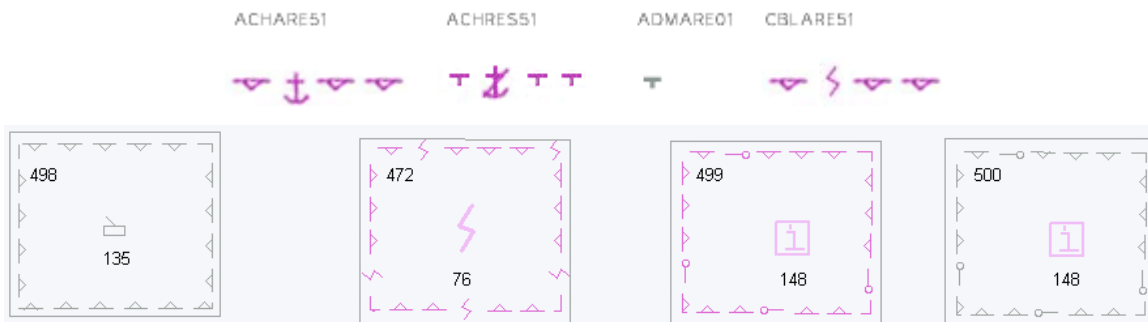 ACHARE51 ACHRES51 ADMARE01 CBLARE51
498 472 499 500
i i
135 76 148 148